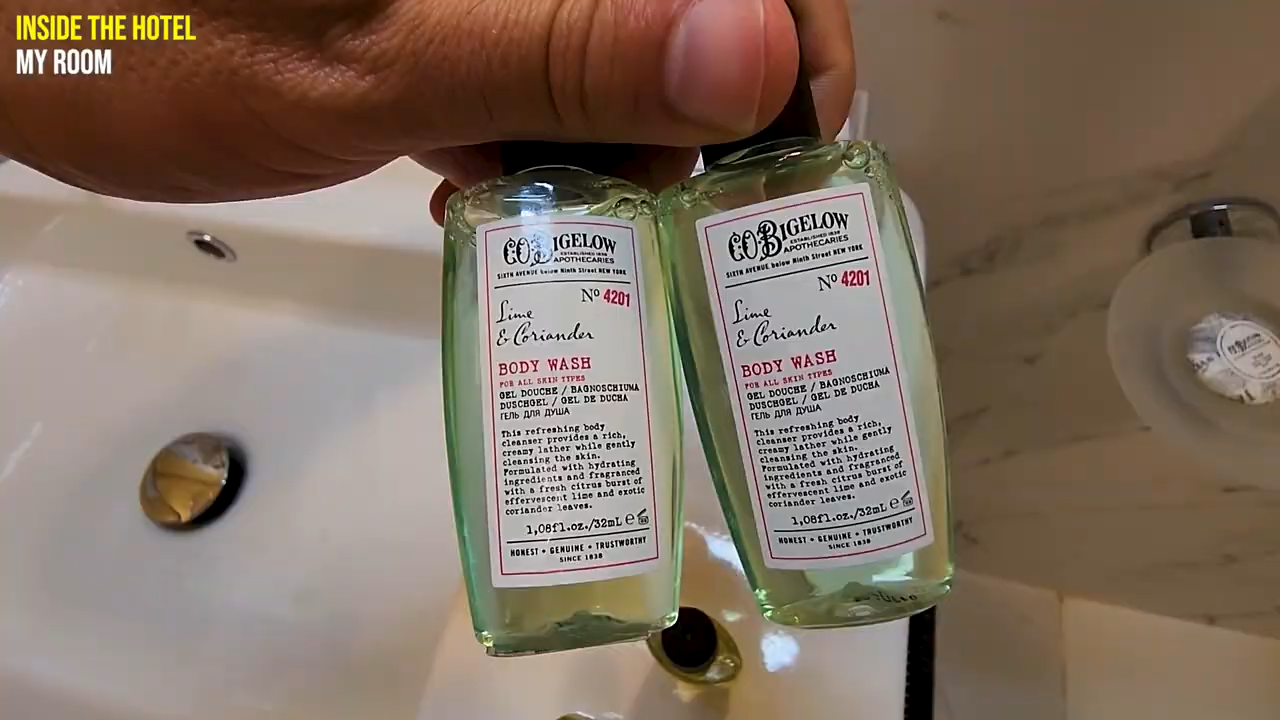 INSIDE THE HOTEL
MY ROOM
C.O.BIGELOW
ESTABLISHED 1838
APOTHECARIES
SIXTH AVENUE below Ninth Street NEW YORK
Nº 4201
Lime
& Coriander
BODY WASH
FOR ALL SKIN TYPES
GEL DOUCHE / BAGNOSCHIUMA
DUSCHGEL / GEL DE DUCHA
ГЕЛЬ ДЛЯ ДУША
This refreshing body
cleanser provides a rich,
creamy lather while gently
cleansing the skin.
Formulated with hydrating
ingredients and fragranced
with a fresh citrus burst of
effervescent lime and exotic
coriander leaves.
1,08fl.oz./32mL ℮
HONEST + GENUINE + TRUSTWORTHY
SINCE 1838
C.O.BIGELOW
ESTABLISHED 1838
APOTHECARIES
SIXTH AVENUE below Ninth Street NEW YORK
Nº 4201
Lime
& Coriander
BODY WASH
FOR ALL SKIN TYPES
GEL DOUCHE / BAGNOSCHIUMA
DUSCHGEL / GEL DE DUCHA
ГЕЛЬ ДЛЯ ДУША
This refreshing body
cleanser provides a rich,
creamy lather while gently
cleansing the skin.
Formulated with hydrating
ingredients and fragranced
with a fresh citrus burst of
effervescent lime and exotic
coriander leaves.
1,08fl.oz./32mL ℮
HONEST + GENUINE + TRUSTWORTHY
SINCE 1838